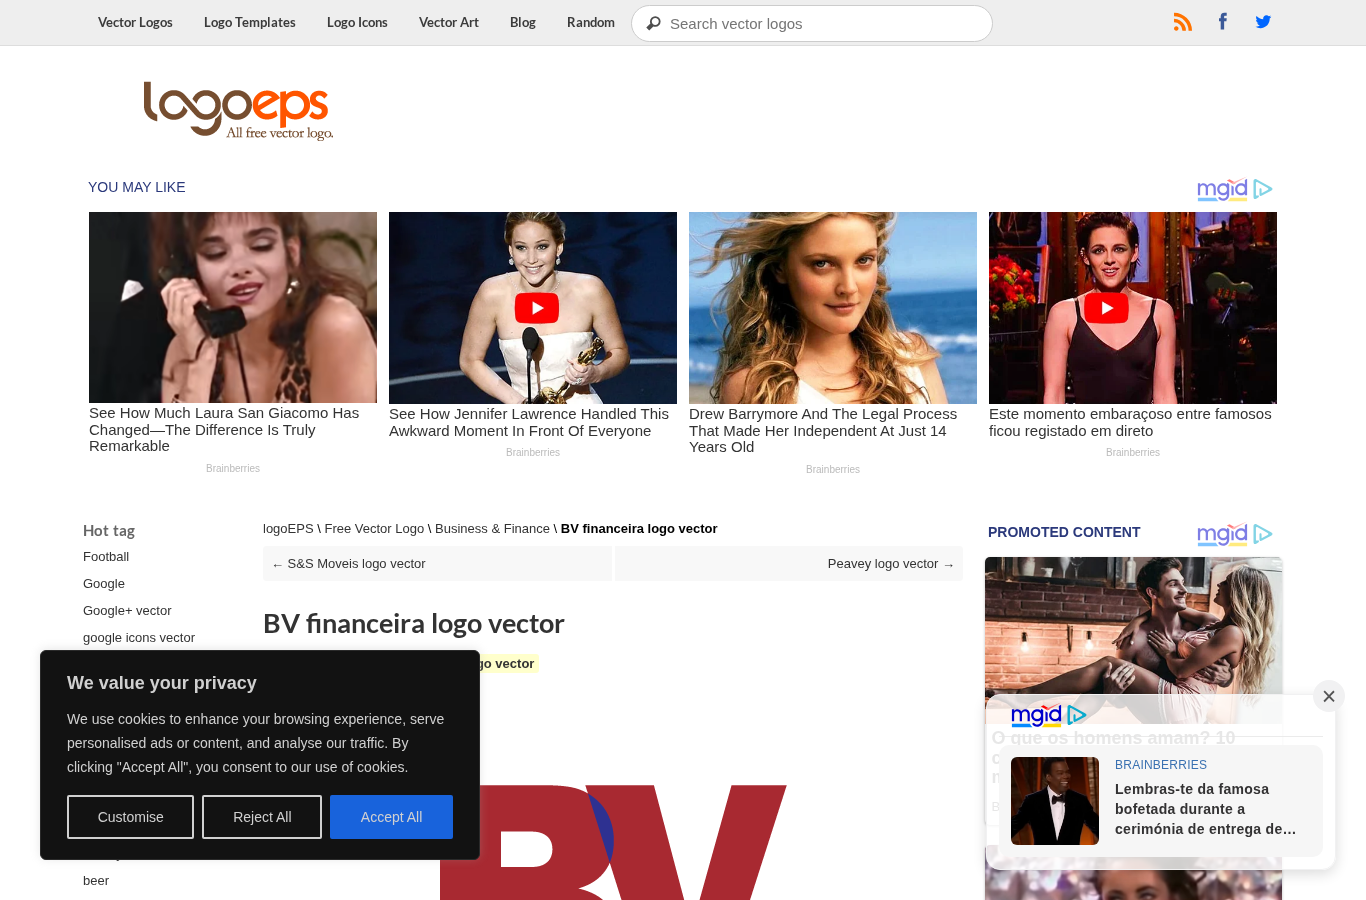 Vector Logos
Logo Templates
Logo Icons
Vector Art
Blog
Random
Search vector logos
logoeps
All free vector logo.
YOU MAY LIKE
mgid
See How Much Laura San Giacomo Has
Changed—The Difference Is Truly
Remarkable
Brainberries
See How Jennifer Lawrence Handled This
Awkward Moment In Front Of Everyone
Brainberries
Drew Barrymore And The Legal Process
That Made Her Independent At Just 14
Years Old
Brainberries
Este momento embaraçoso entre famosos
ficou registado em direto
Brainberries
Hot tag
Football
Google
Google+ vector
google icons vector
beer
logoEPS \ Free Vector Logo \ Business & Finance \ BV financeira logo vector
← S&S Moveis logo vector
Peavey logo vector →
BV financeira logo vector
go vector
BV
We value your privacy
We use cookies to enhance your browsing experience, serve
personalised ads or content, and analyse our traffic. By
clicking "Accept All", you consent to our use of cookies.
Customise
Reject All
Accept All
PROMOTED CONTENT
mgid
mgid
O que os homens amam? 10
BRAINBERRIES
Lembras-te da famosa
bofetada durante a
cerimónia de entrega de…